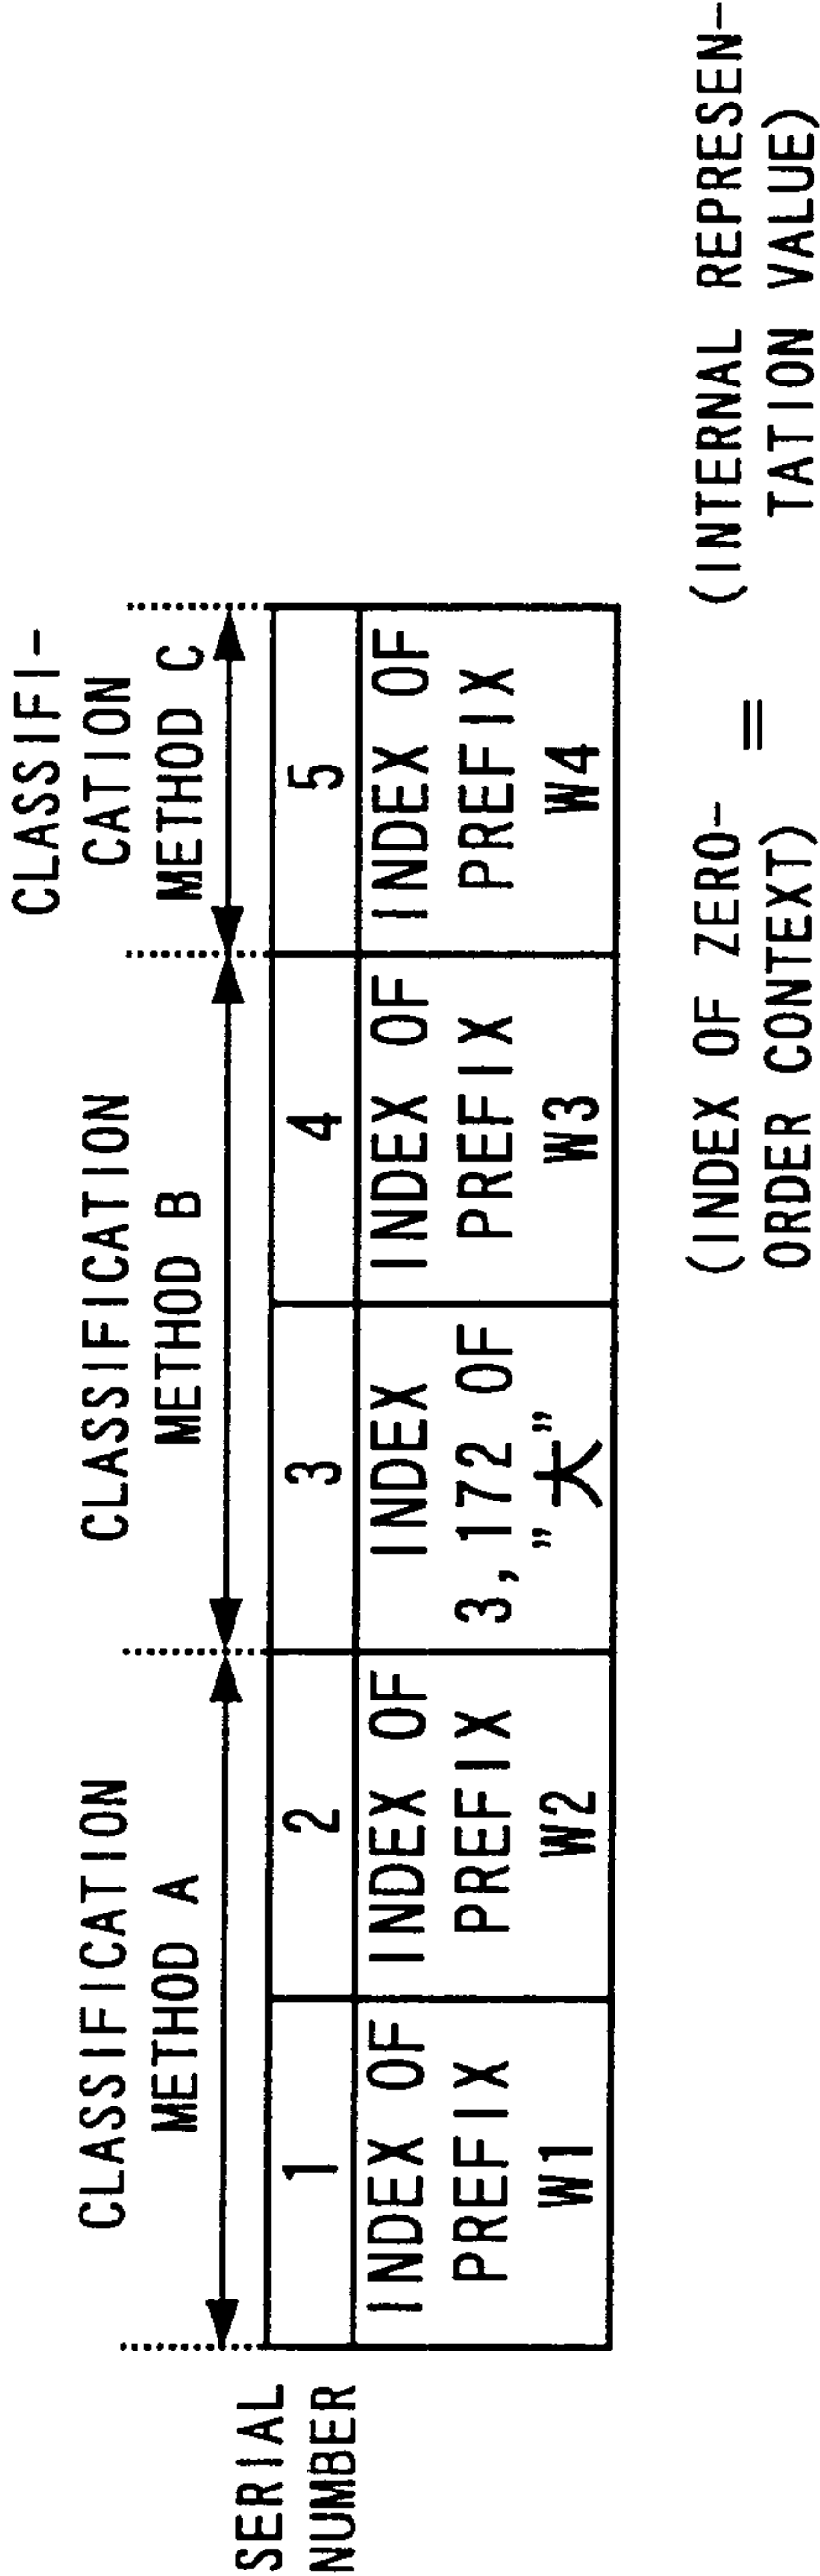 CLASSIFICATION
METHOD A
CLASSIFICATION
METHOD B
CLASSIFI-
CATION
METHOD C
SERIAL
NUMBER
1
2
3
4
5
INDEX OF
PREFIX
W1
INDEX OF
PREFIX
W2
INDEX
3,172 OF
"大"
INDEX OF
PREFIX
W3
INDEX OF
PREFIX
W4
(INDEX OF ZERO-
ORDER CONTEXT)
=
(INTERNAL REPRESEN-
TATION VALUE)